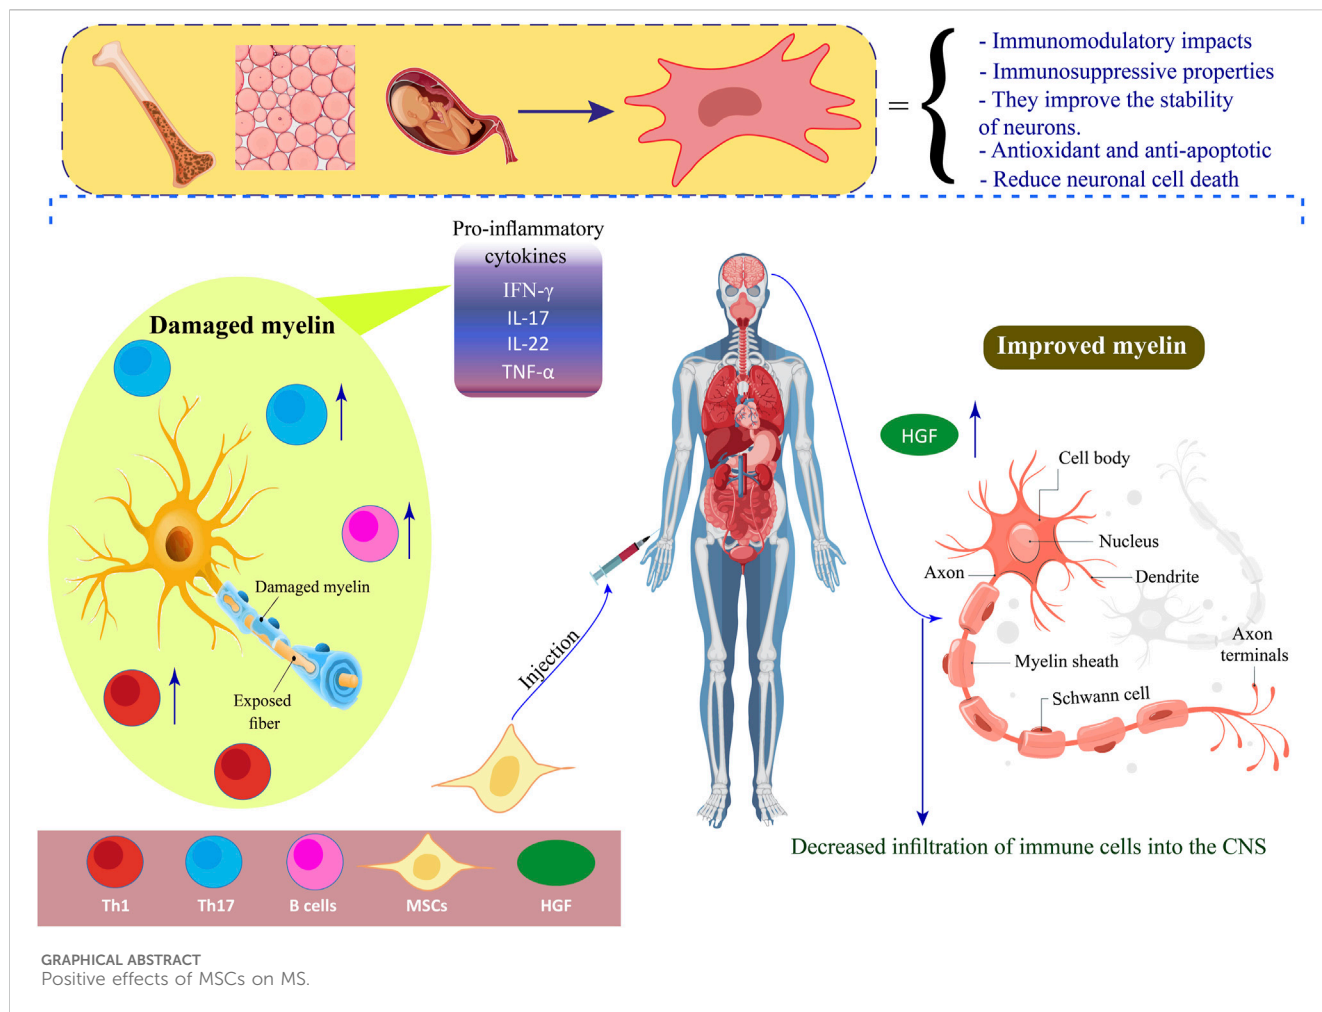 - Immunomodulatory impacts
- Immunosuppressive properties
- They improve the stability
of neurons.
- Antioxidant and anti-apoptotic
- Reduce neuronal cell death
=
Pro-inflammatory
cytokines
IFN-γ
IL-17
IL-22
TNF-α
Damaged myelin
Damaged myelin
Exposed
fiber
Injection
Improved myelin
HGF
Cell body
Nucleus
Axon
Dendrite
Axon
terminals
Myelin sheath
Schwann cell
Decreased infiltration of immune cells into the CNS
Th1
Th17
B cells
MSCs
HGF
GRAPHICAL ABSTRACT
Positive effects of MSCs on MS.